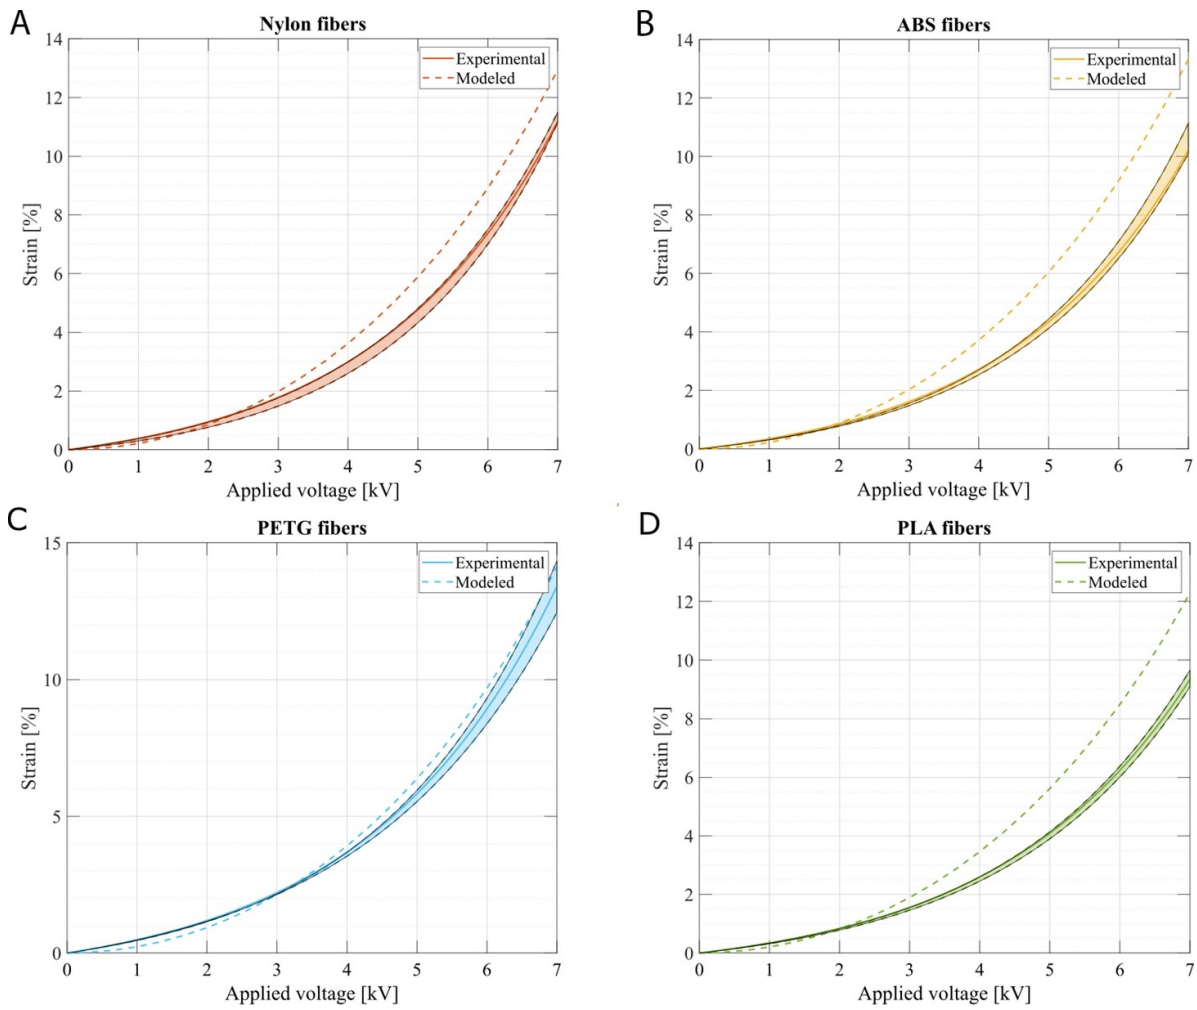 A
Nylon fibers
14
12
10
8
6
4
2
0
Strain [%]
Experimental
Modeled
0 1 2 3 4 5 6 7
Applied voltage [kV]
B
ABS fibers
14
12
10
8
6
4
2
0
Strain [%]
Experimental
Modeled
0 1 2 3 4 5 6 7
Applied voltage [kV]
C
PETG fibers
15
10
5
0
Strain [%]
Experimental
Modeled
0 1 2 3 4 5 6 7
Applied voltage [kV]
D
PLA fibers
14
12
10
8
6
4
2
0
Strain [%]
Experimental
Modeled
0 1 2 3 4 5 6 7
Applied voltage [kV]